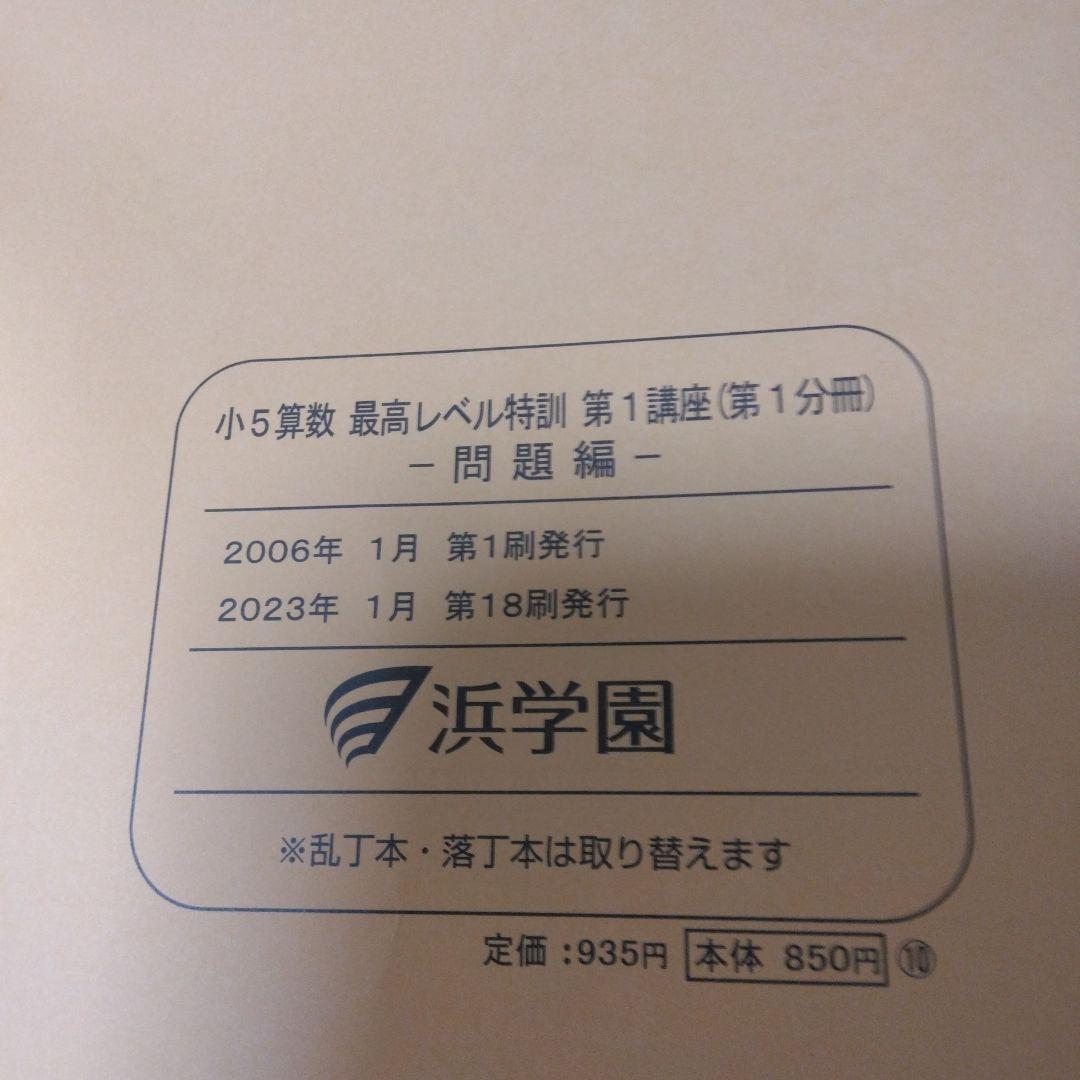 小5算数 最高レベル特訓 第1講座(第1分冊)
－問題編－
2006年 1月 第1刷発行
2023年 1月 第18刷発行
浜学園
※乱丁本・落丁本は取り替えます
定価:935円 本体 850円 ⑩